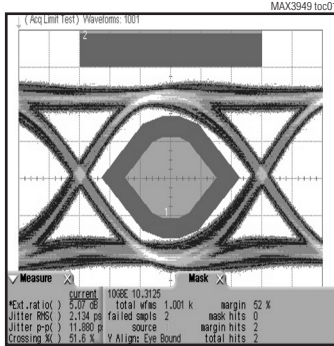 MAX3949 toc01
( Acq Limit Test ) Waveforms: 1001
2
1
Measure X Mask X
current 10GBE 10.3125
*Ext.ratio( ) 5.07 dB total wfms 1.001 k margin 52 %
Jitter RMS( ) 2.134 ps failed smpls 2 mask hits 0
Jitter p-p( ) 11.880 p source margin hits 2
Crossing %( ) 51.6 % Y Align: Eye Bound total hits 2